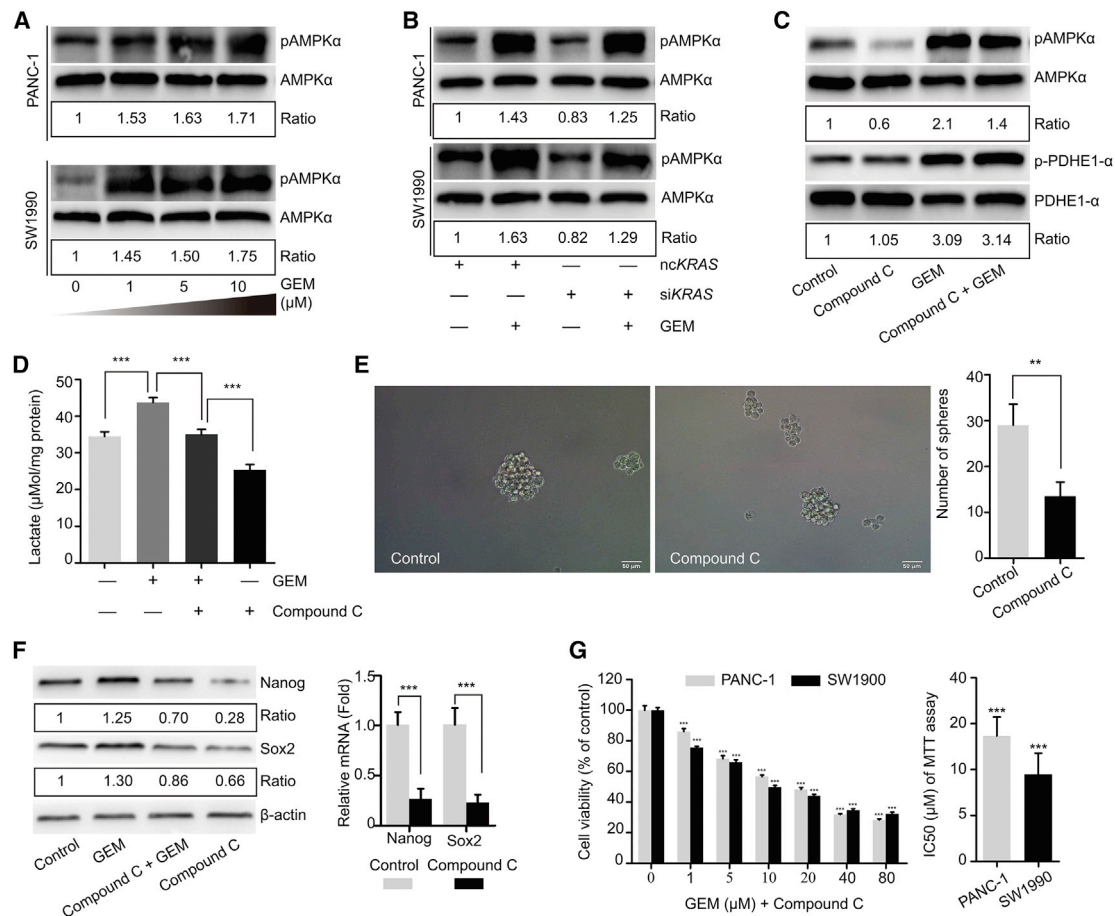 A
PANC-1
pAMPKα
AMPKα
1 1.53 1.63 1.71 Ratio
SW1990
pAMPKα
AMPKα
1 1.45 1.50 1.75 Ratio
0 1 5 10 GEM
(μM)
B
PANC-1
pAMPKα
AMPKα
1 1.43 0.83 1.25 Ratio
SW1990
pAMPKα
AMPKα
1 1.63 0.82 1.29 Ratio
+ + — — ncKRAS
— — + + siKRAS
— + — + GEM
C
pAMPKα
AMPKα
1 0.6 2.1 1.4 Ratio
p-PDHE1-α
PDHE1-α
1 1.05 3.09 3.14 Ratio
Control Compound C GEM Compound C + GEM
D
*** *** ***
Lactate (μMol/mg protein)
50
40
30
20
10
0
— + + — GEM
— — + + Compound C
E
Control
50 μm
Compound C
50 μm
**
Number of spheres
40
30
20
10
0
Control Compound C
F
Nanog
1 1.25 0.70 0.28 Ratio
Sox2
1 1.30 0.86 0.66 Ratio
β-actin
Control GEM Compound C + GEM Compound C
Relative mRNA (Fold)
1.5
1.0
0.5
0
*** ***
Nanog Sox2
Control Compound C
G
PANC-1 SW1900
Cell viability (% of control)
120
100
80
60
40
20
0
*** *** *** *** *** *** *** *** *** *** *** ***
0 1 5 10 20 40 80
GEM (μM) + Compound C
IC50 (μM) of MTT assay
40
20
10
5
0
*** ***
PANC-1 SW1990